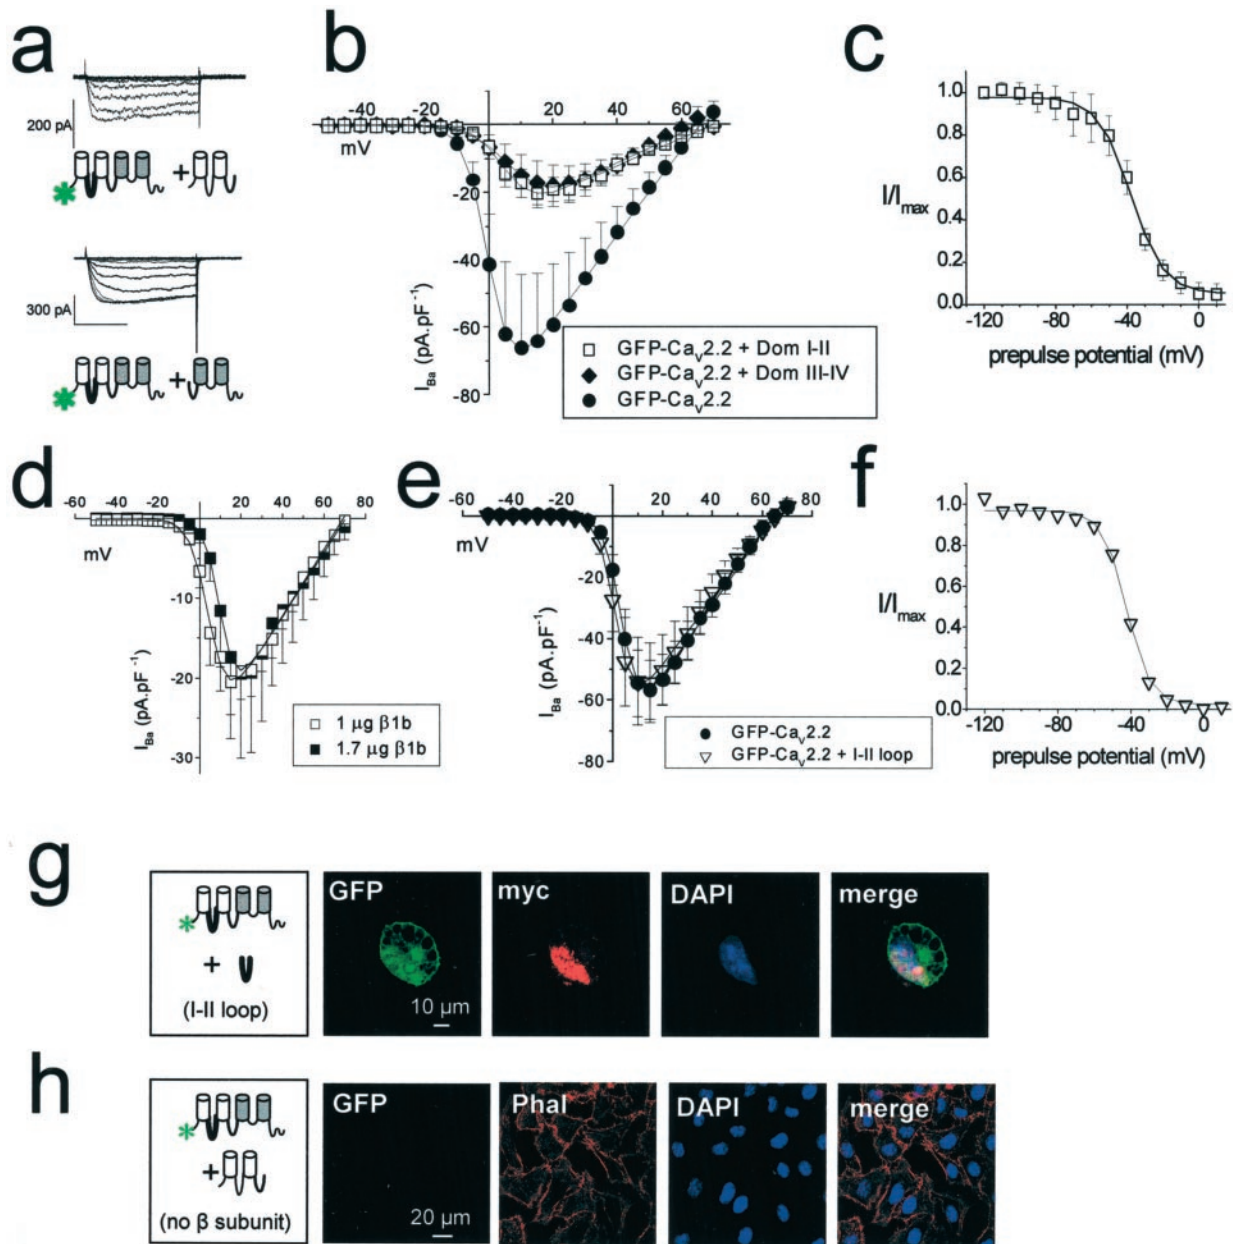 a
200 pA
+
300 pA
+
b
-40 20 40 60
mV
-20
-40
-60
-80
I_Ba (pA.pF⁻¹)
GFP-Caᵥ2.2 + Dom I-II
GFP-Caᵥ2.2 + Dom III-IV
GFP-Caᵥ2.2
c
1.0
0.8
0.6
0.4
0.2
0.0
I/I_max
-120 -80 -40 0
prepulse potential (mV)
d
-60 -40 -20 20 40 60 80
mV
-10
-20
-30
I_Ba (pA.pF⁻¹)
1 µg β1b
1.7 µg β1b
e
-60 -40 -20 20 40 60 80
mV
-20
-40
-60
-80
I_Ba (pA.pF⁻¹)
GFP-Caᵥ2.2
GFP-Caᵥ2.2 + I-II loop
f
1.0
0.8
0.6
0.4
0.2
0.0
I/I_max
-120 -80 -40 0
prepulse potential (mV)
g
+
(I-II loop)
GFP
10 µm
myc
DAPI
merge
h
+
(no β subunit)
GFP
20 µm
Phal
DAPI
merge